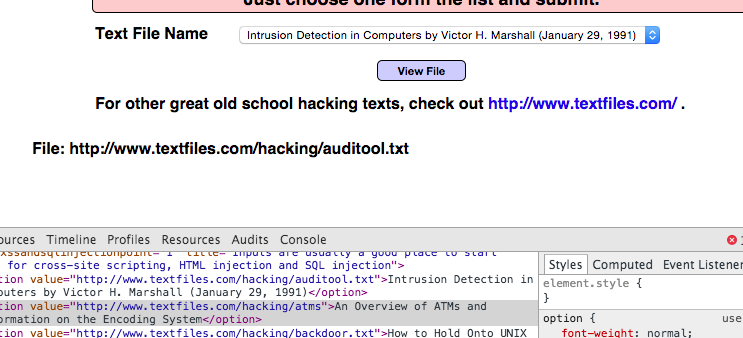 Just choose one form the list and submit.
Text File Name
Intrusion Detection in Computers by Victor H. Marshall (January 29, 1991)
View File
For other great old school hacking texts, check out http://www.textfiles.com/ .
File: http://www.textfiles.com/hacking/auditool.txt
ources Timeline Profiles Resources Audits Console
xssandsqlinjectionpoint="1" title="Inputs are usually a good place to start
for cross-site scripting, HTML injection and SQL injection">
tion value="http://www.textfiles.com/hacking/auditool.txt">Intrusion Detection in
puters by Victor H. Marshall (January 29, 1991)</option>
tion value="http://www.textfiles.com/hacking/atms">An Overview of ATMs and
ormation on the Encoding System</option>
tion value="http://www.textfiles.com/hacking/backdoor.txt">How to Hold Onto UNIX
Styles Computed Event Listener
element.style {
}
option { use
font-weight: normal;